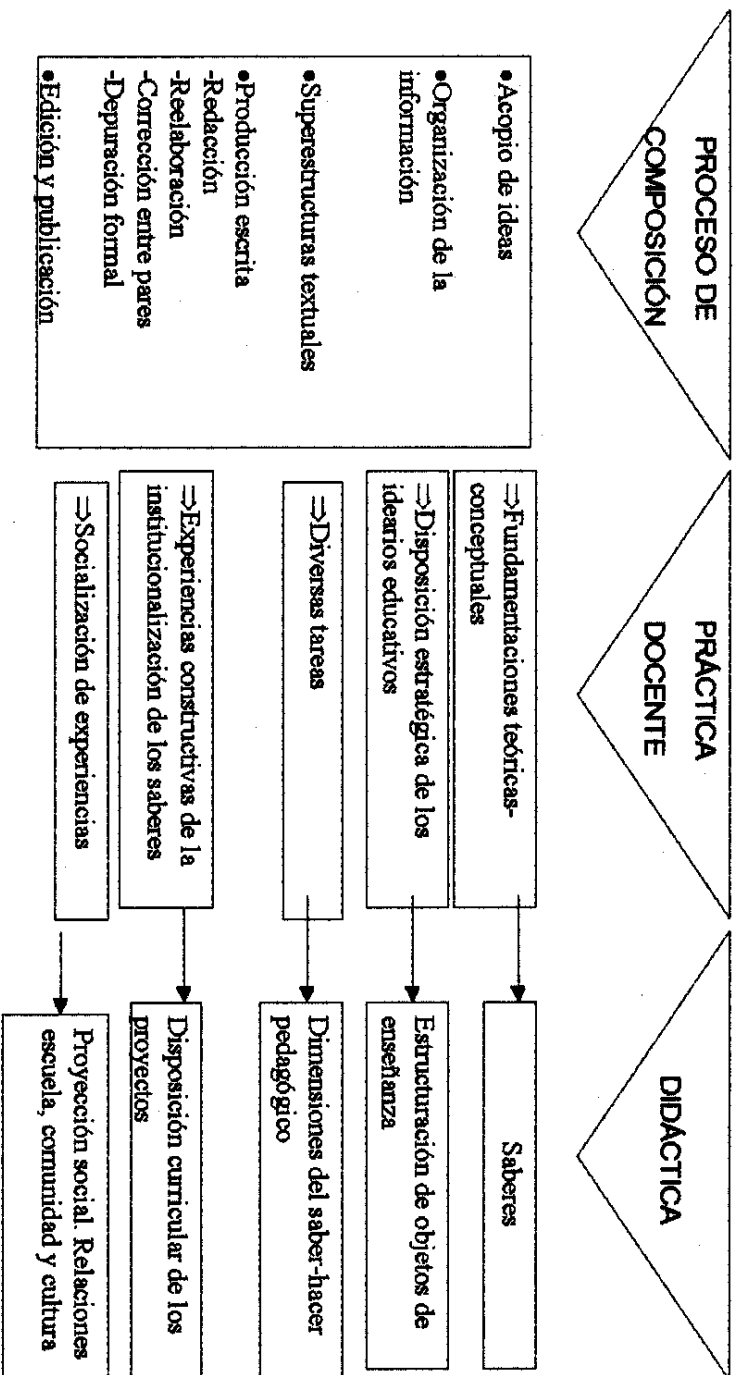 PROCESO DE
COMPOSICIÓN
•Acopio de ideas
•Organización de la
información
•Superestructuras textuales
•Producción escrita
-Redacción
-Reelaboración
-Corrección entre pares
-Depuración formal
•Edición y publicación
PRÁCTICA
DOCENTE
⇒Fundamentaciones teóricas-
conceptuales
⇒Disposición estratégica de los
idearios educativos
⇒Diversas tareas
⇒Experiencias constructivas de la
institucionalización de los saberes
⇒Socialización de experiencias
DIDÁCTICA
Saberes
Estructuración de objetos de
enseñanza
Dimensiones del saber-hacer
pedagógico
Disposición curricular de los
proyectos
Proyección social. Relaciones
escuela, comunidad y cultura